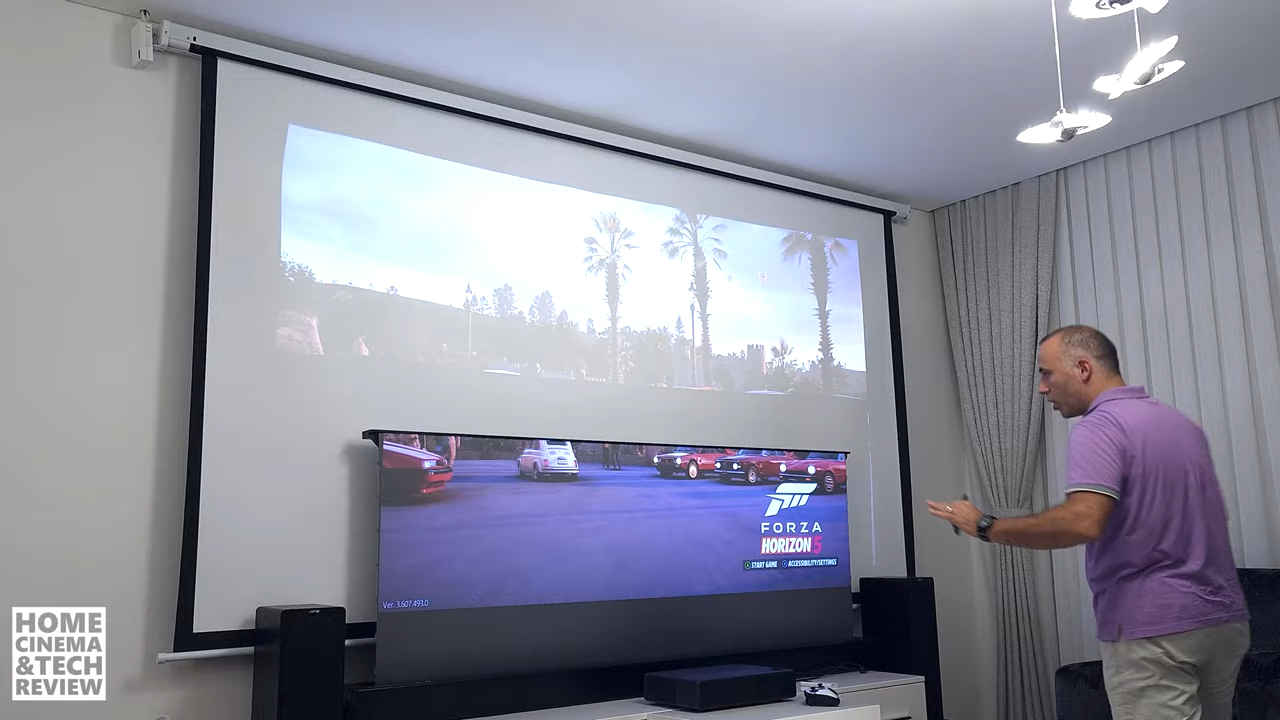 FORZA
HORIZON 5
START GAME ACCESSIBILITY/SETTINGS
Ver. 3.607.493.0
HOME
CINEMA
&TECH
REVIEW